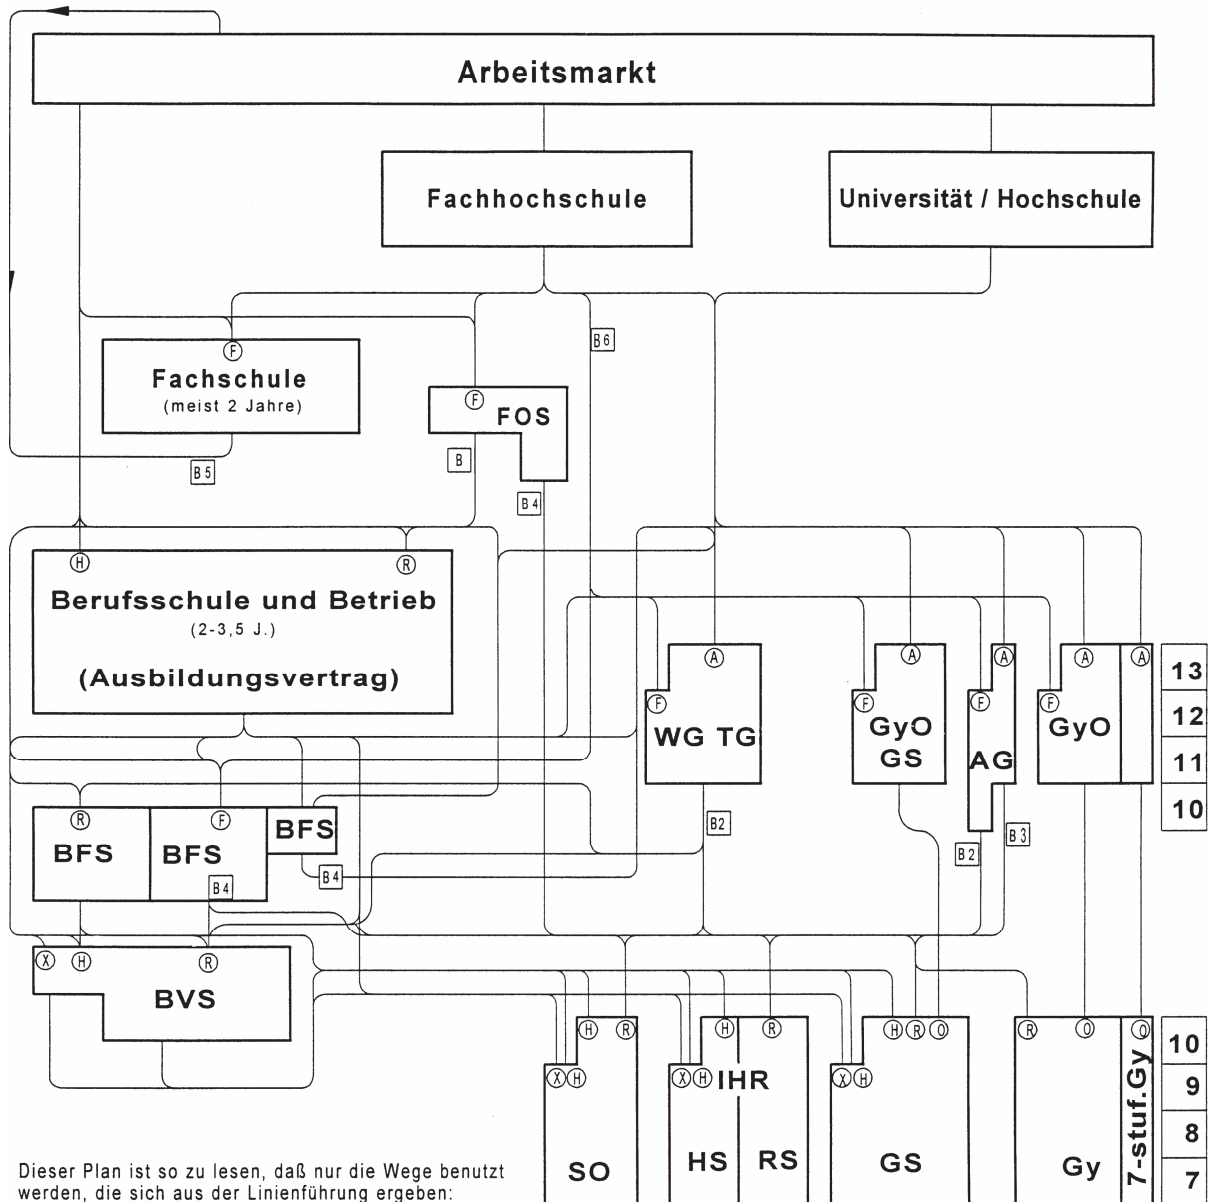 Arbeitsmarkt
Fachhochschule
Universität / Hochschule
B6
F
Fachschule
(meist 2 Jahre)
F
FOS
B5
B
B4
H
R
Berufsschule und Betrieb
(2-3,5 J.)
(Ausbildungsvertrag)
A
A
A
A
A
13
F
F
F
F
12
WG TG
GyO
GS
AG
GyO
11
10
R
F
BFS
BFS
BFS
B2
B3
B2
B4
B4
X
H
R
BVS
H
R
H
R
H
R
O
R
O
O
10
X
H
X
H
IHR
X
H
9
8
SO
HS
RS
GS
Gy
7-stuf.Gy
7
Dieser Plan ist so zu lesen, daß nur die Wege benutzt
werden, die sich aus der Linienführung ergeben: